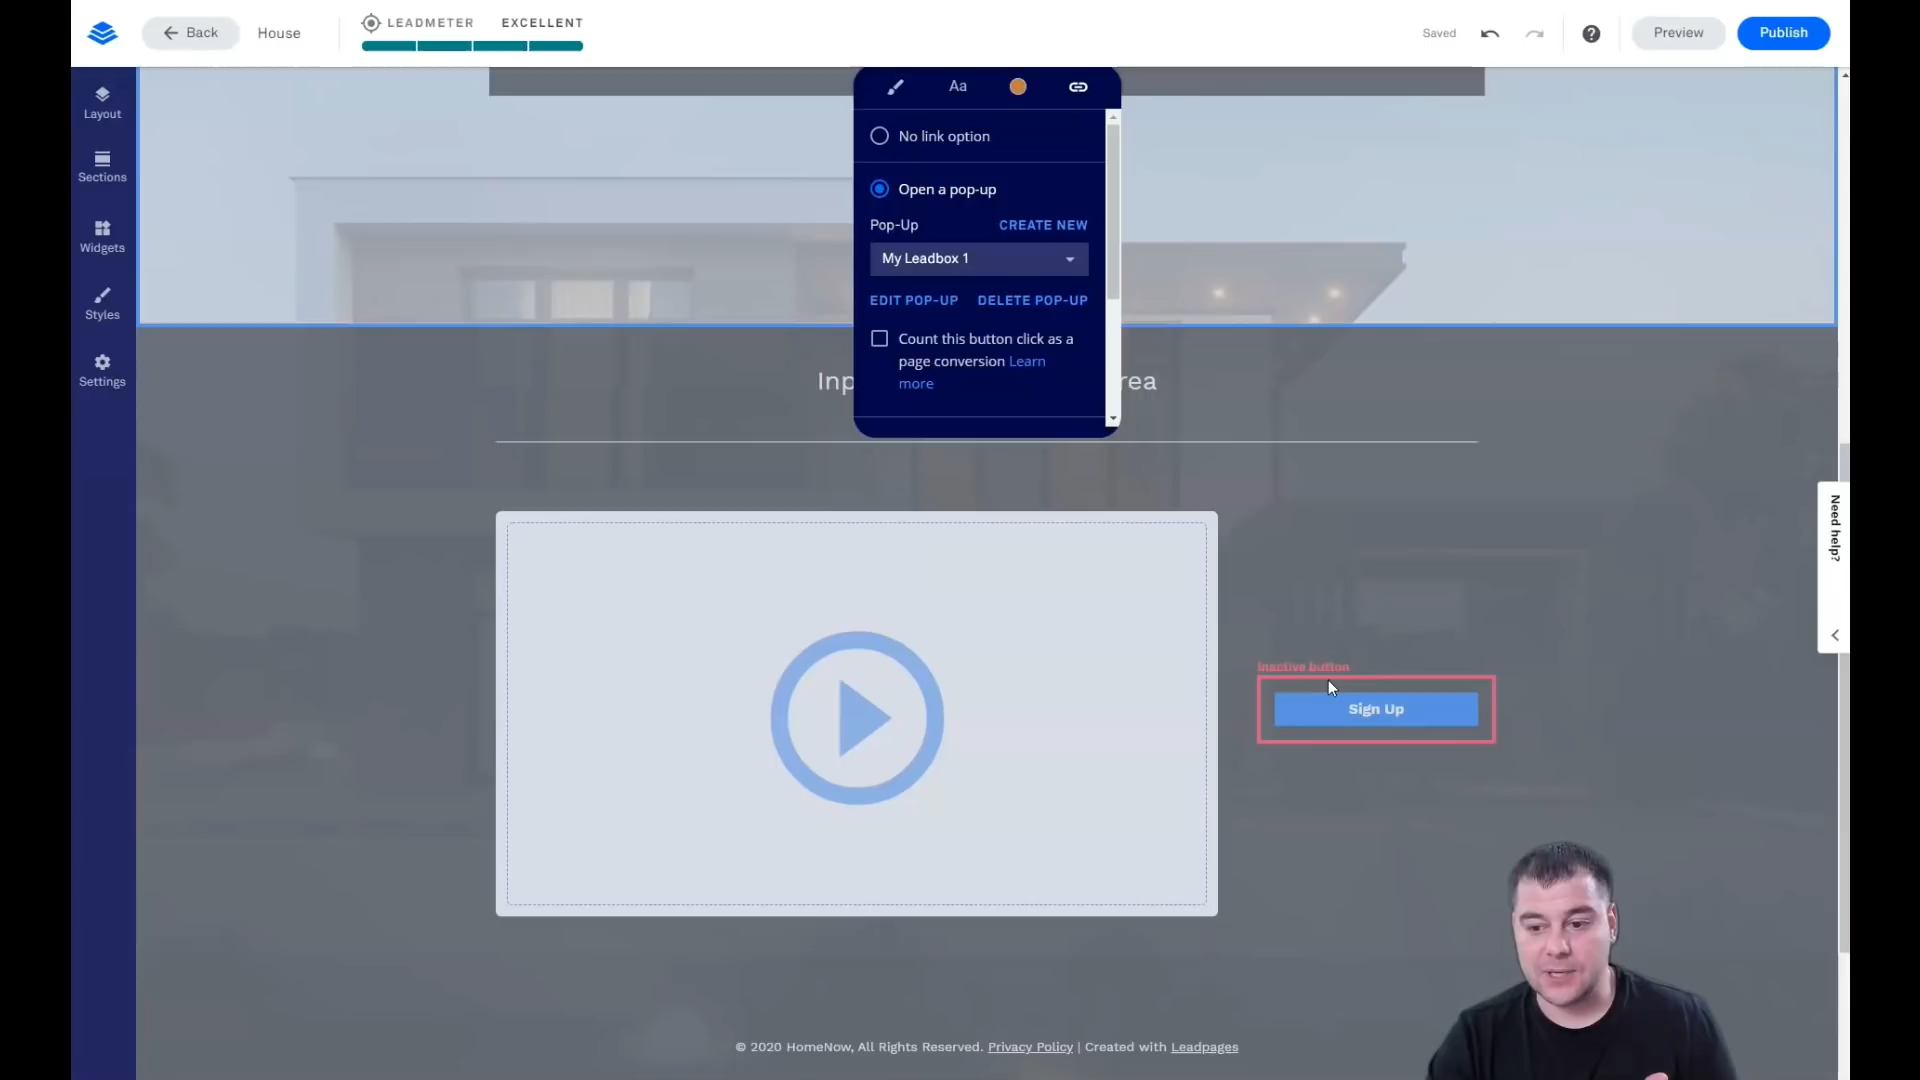 Back
House
LEADMETER EXCELLENT
Saved
Preview
Publish
Layout
Sections
Widgets
Styles
Settings
Aa
No link option
Open a pop-up
Pop-Up
CREATE NEW
My Leadbox 1
EDIT POP-UP
DELETE POP-UP
Count this button click as a
page conversion Learn
more
Inp
rea
Need help?
Inactive button
Sign Up
© 2020 HomeNow, All Rights Reserved. Privacy Policy | Created with Leadpages